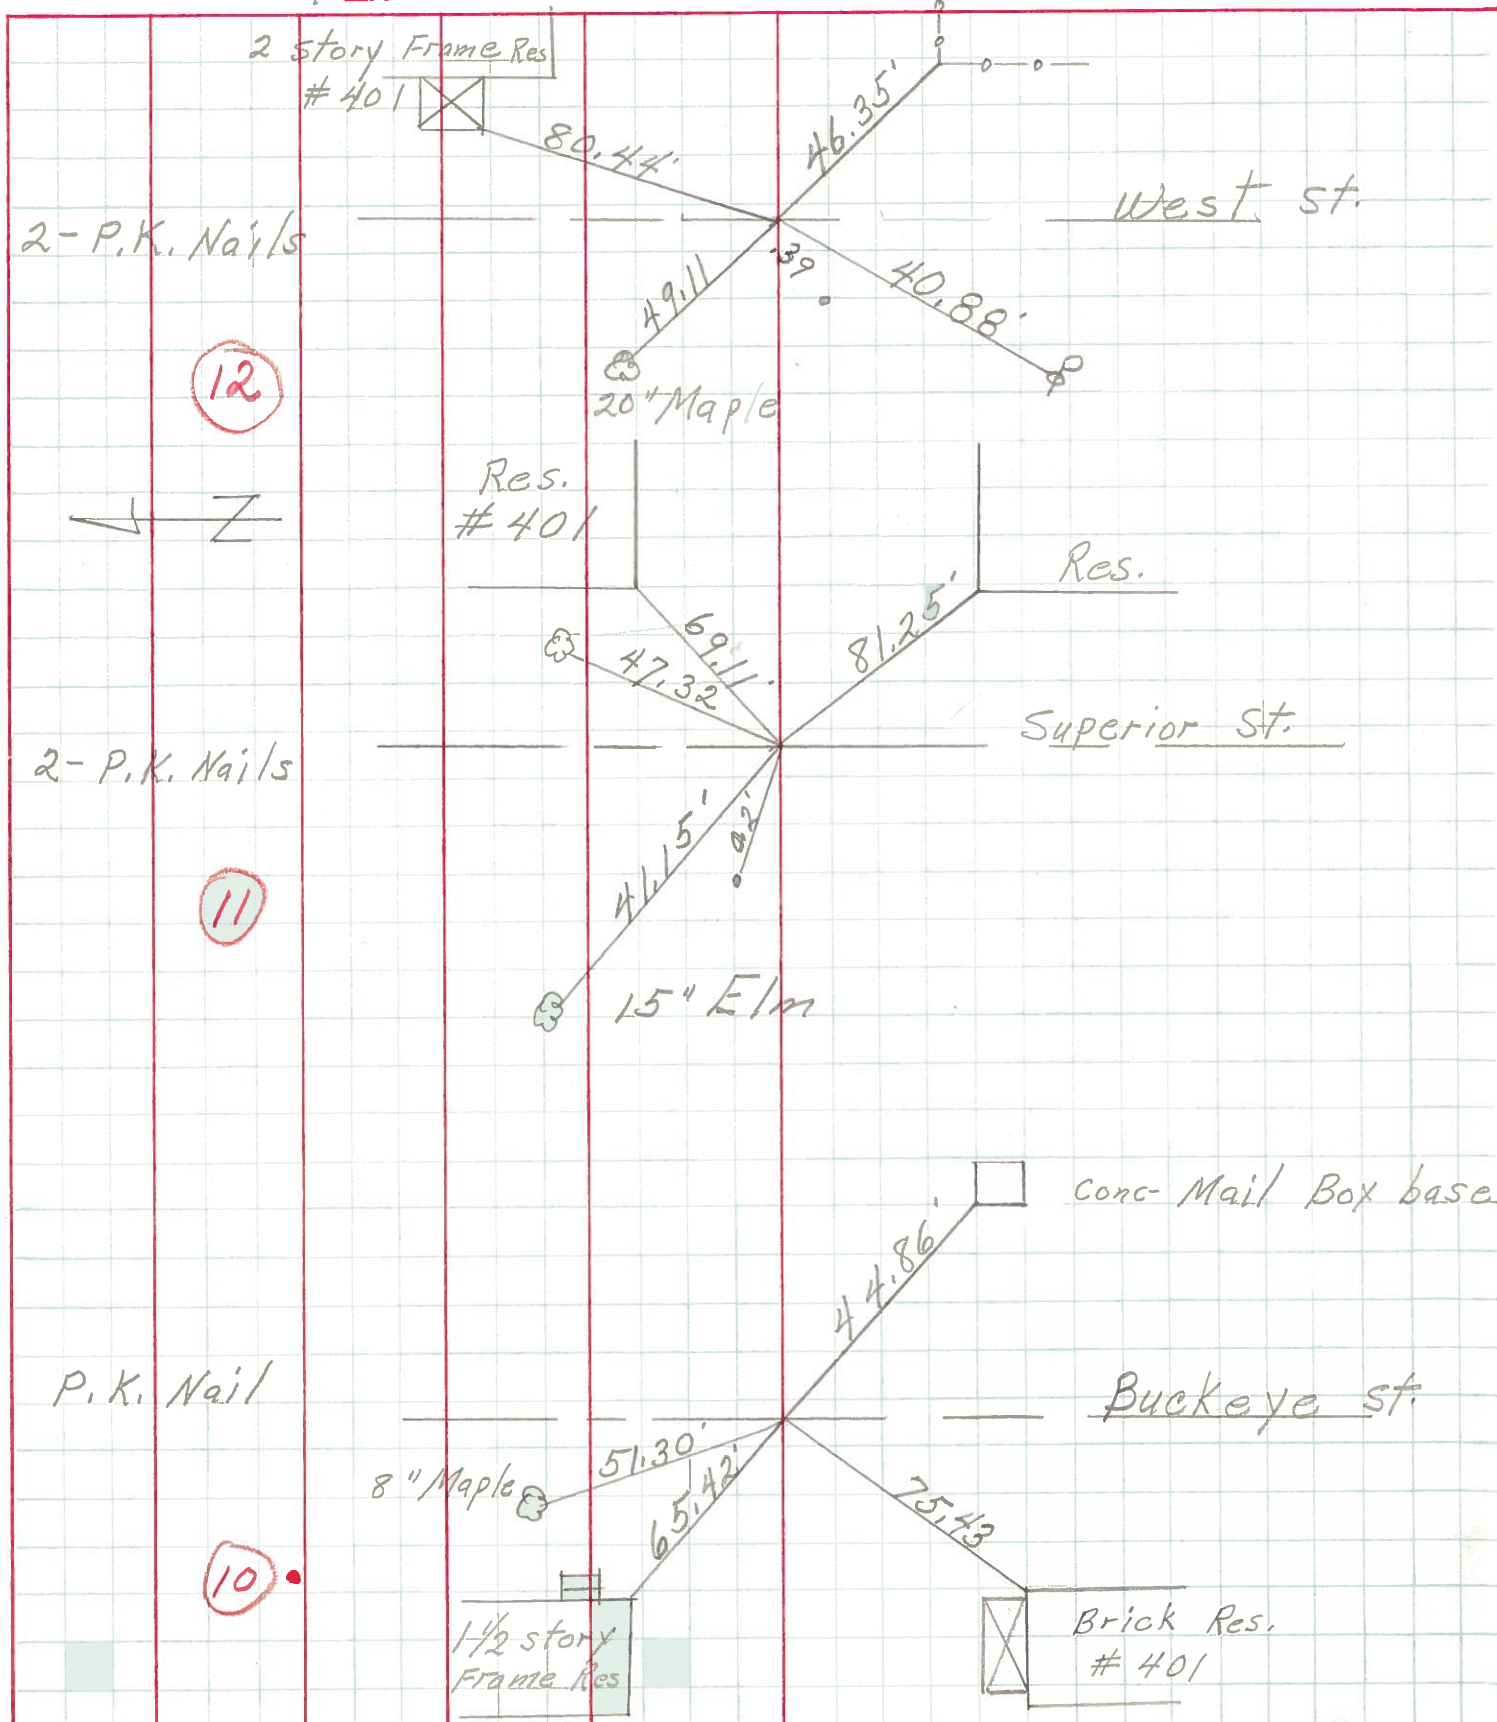 2 story Frame Res
# 401
80.44'
46.35'
West St.
2- P.K. Nails
.39
49.11
40.88'
12
20" Maple
Res.
# 401
N
Res.
69.11'
81.25'
47.32
Superior St.
2- P.K. Nails
41.15'
11
15" Elm
Conc- Mail Box base
44.86'
P.K. Nail
Buckeye St.
51.30'
8" Maple
65.42'
75.43
10
1-1/2 story
Frame Res
Brick Res.
# 401